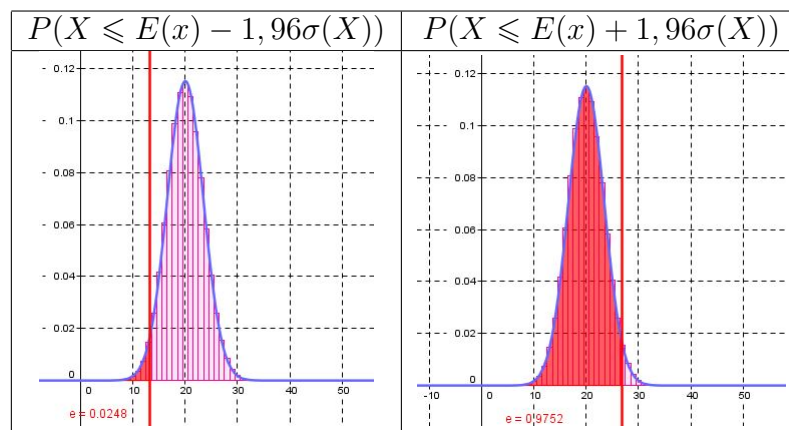 P(X ⩽ E(x) − 1, 96σ(X))
P(X ⩽ E(x) + 1, 96σ(X))
0.12
0.1
0.08
0.06
0.04
0.02
0
0 10 20 30 40 50
e = 0.0248
0.12
0.1
0.08
0.06
0.04
0.02
0
-10 0 10 20 30 40 50
e = 0.9752